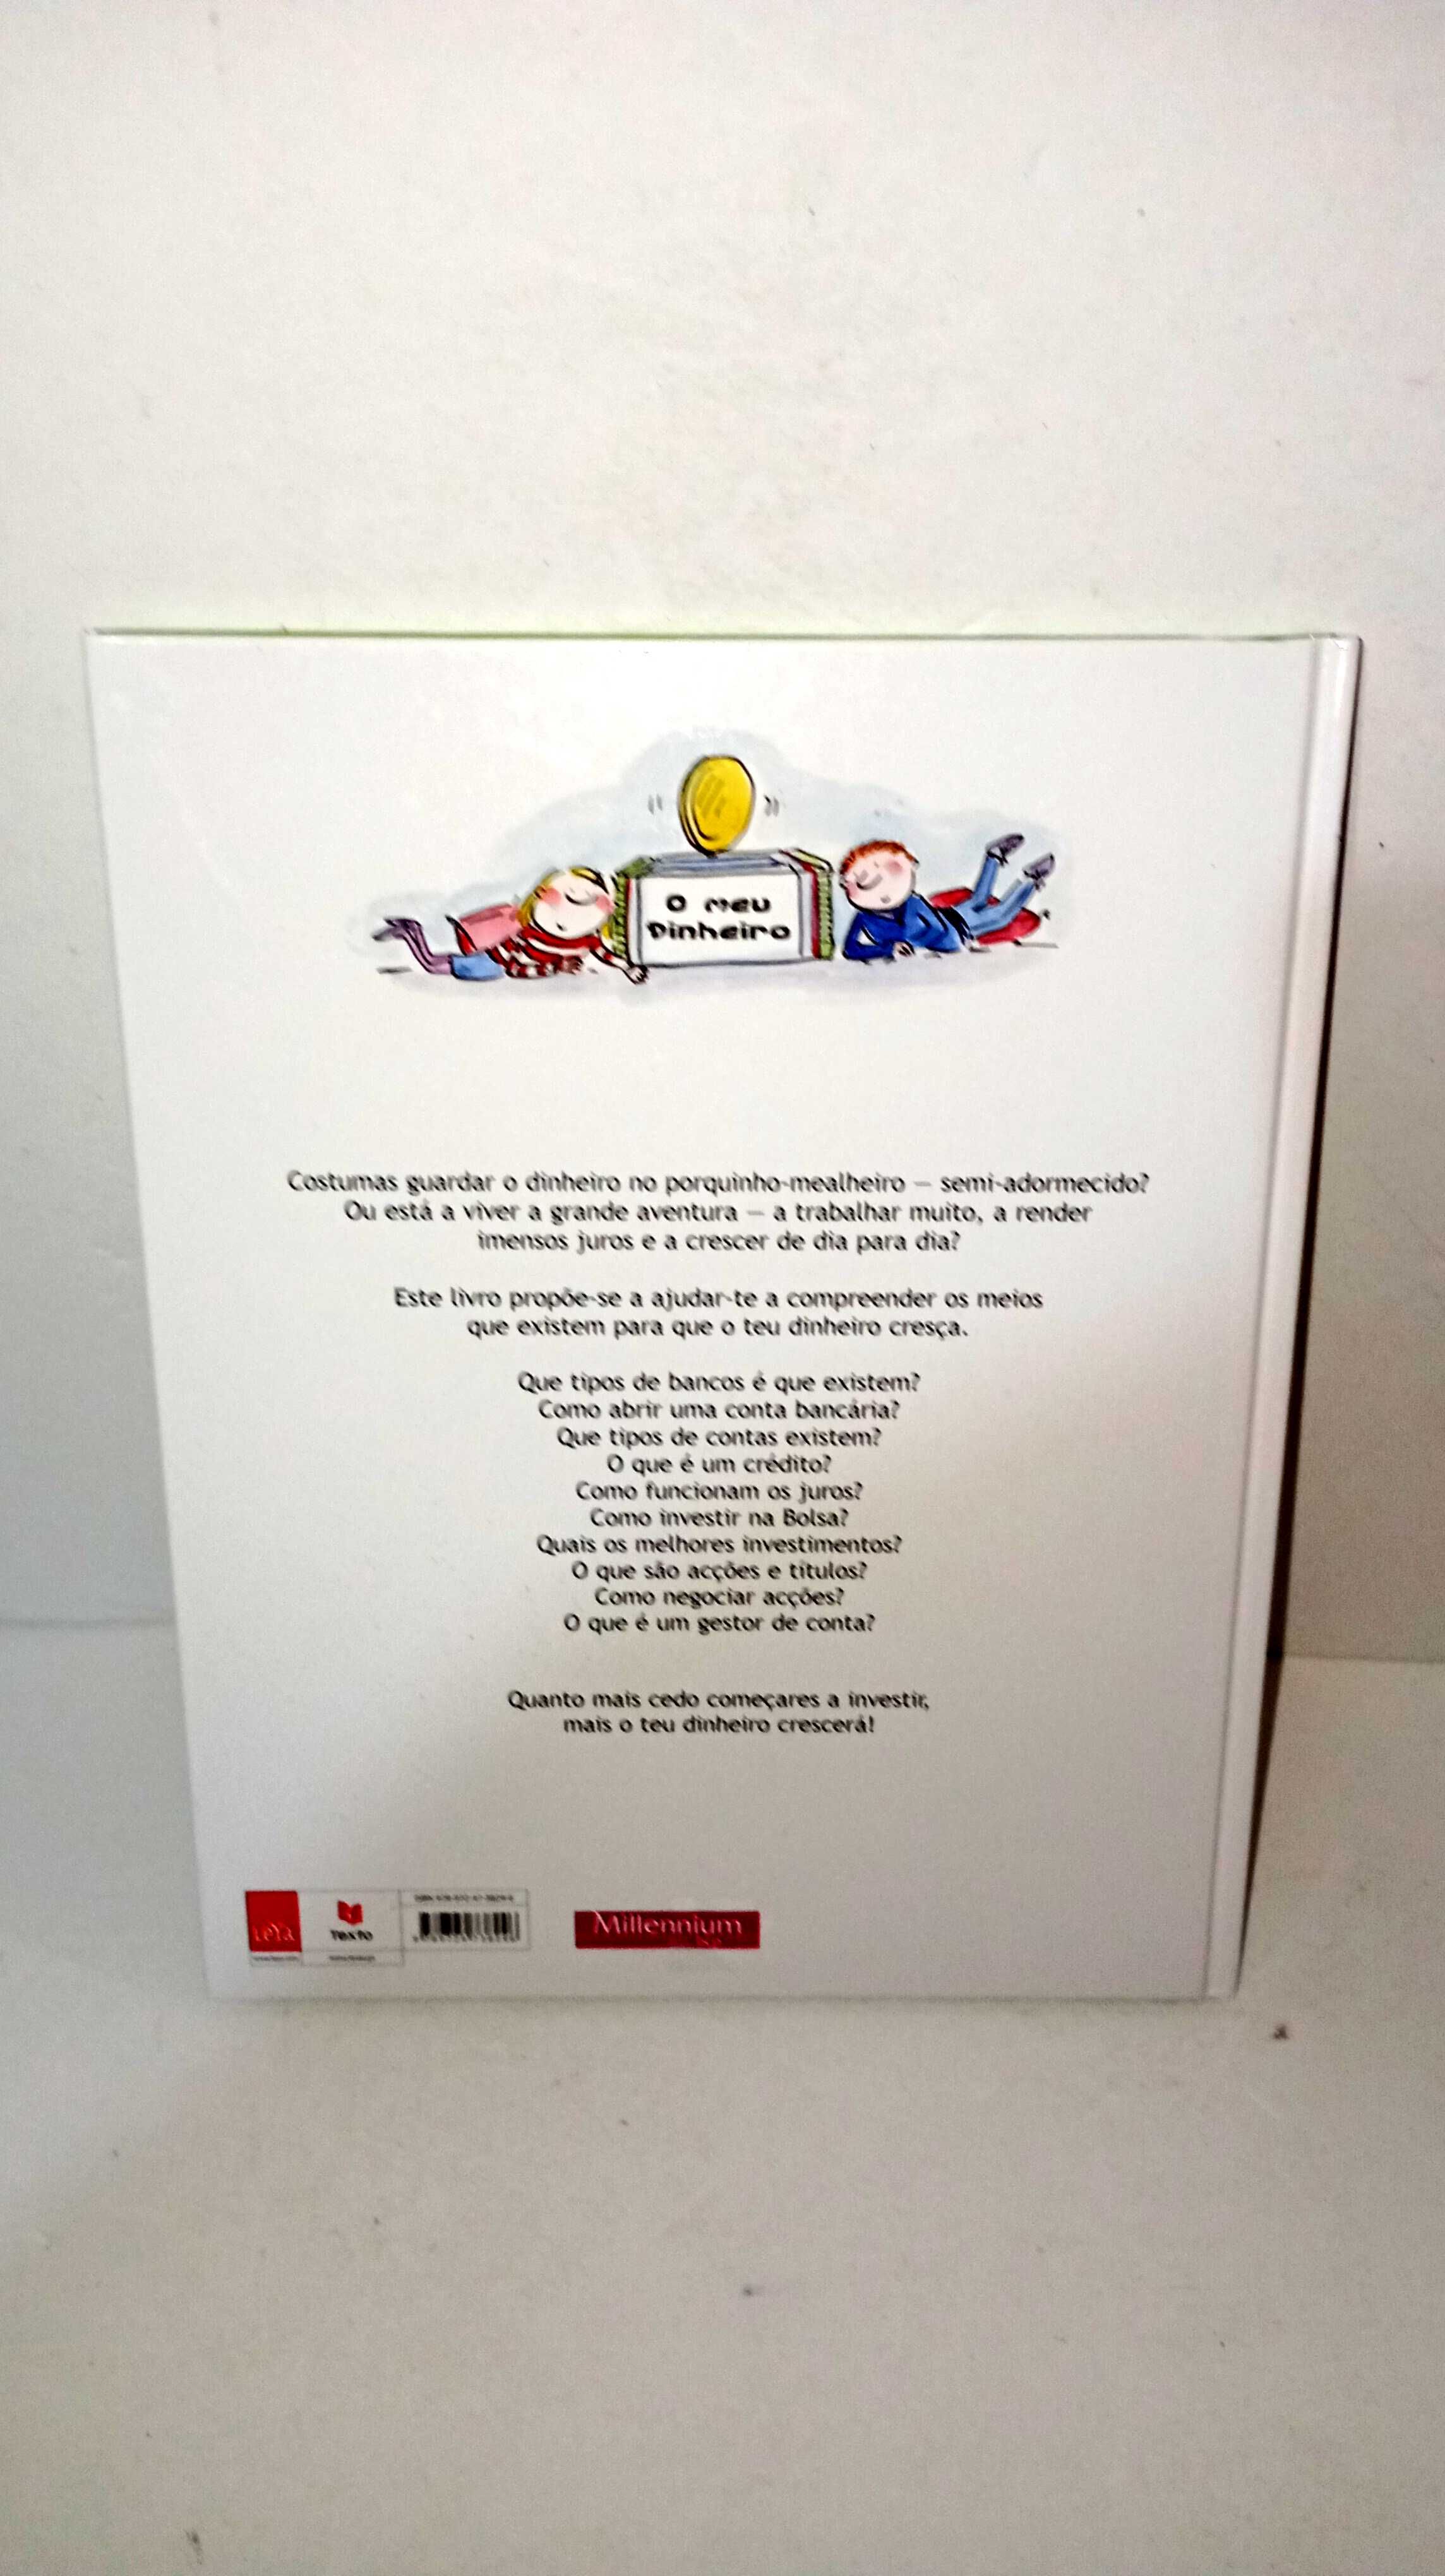 O meu
Dinheiro
Costumas guardar o dinheiro no porquinho-mealheiro – semi-adormecido?
Ou está a viver a grande aventura – a trabalhar muito, a render
imensos juros e a crescer de dia para dia?
Este livro propõe-se a ajudar-te a compreender os meios
que existem para que o teu dinheiro cresça.
Que tipos de bancos é que existem?
Como abrir uma conta bancária?
Que tipos de contas existem?
O que é um crédito?
Como funcionam os juros?
Como investir na Bolsa?
Quais os melhores investimentos?
O que são acções e títulos?
Como negociar acções?
O que é um gestor de conta?
Quanto mais cedo começares a investir,
mais o teu dinheiro crescerá!
LeYa
Texto
Millennium